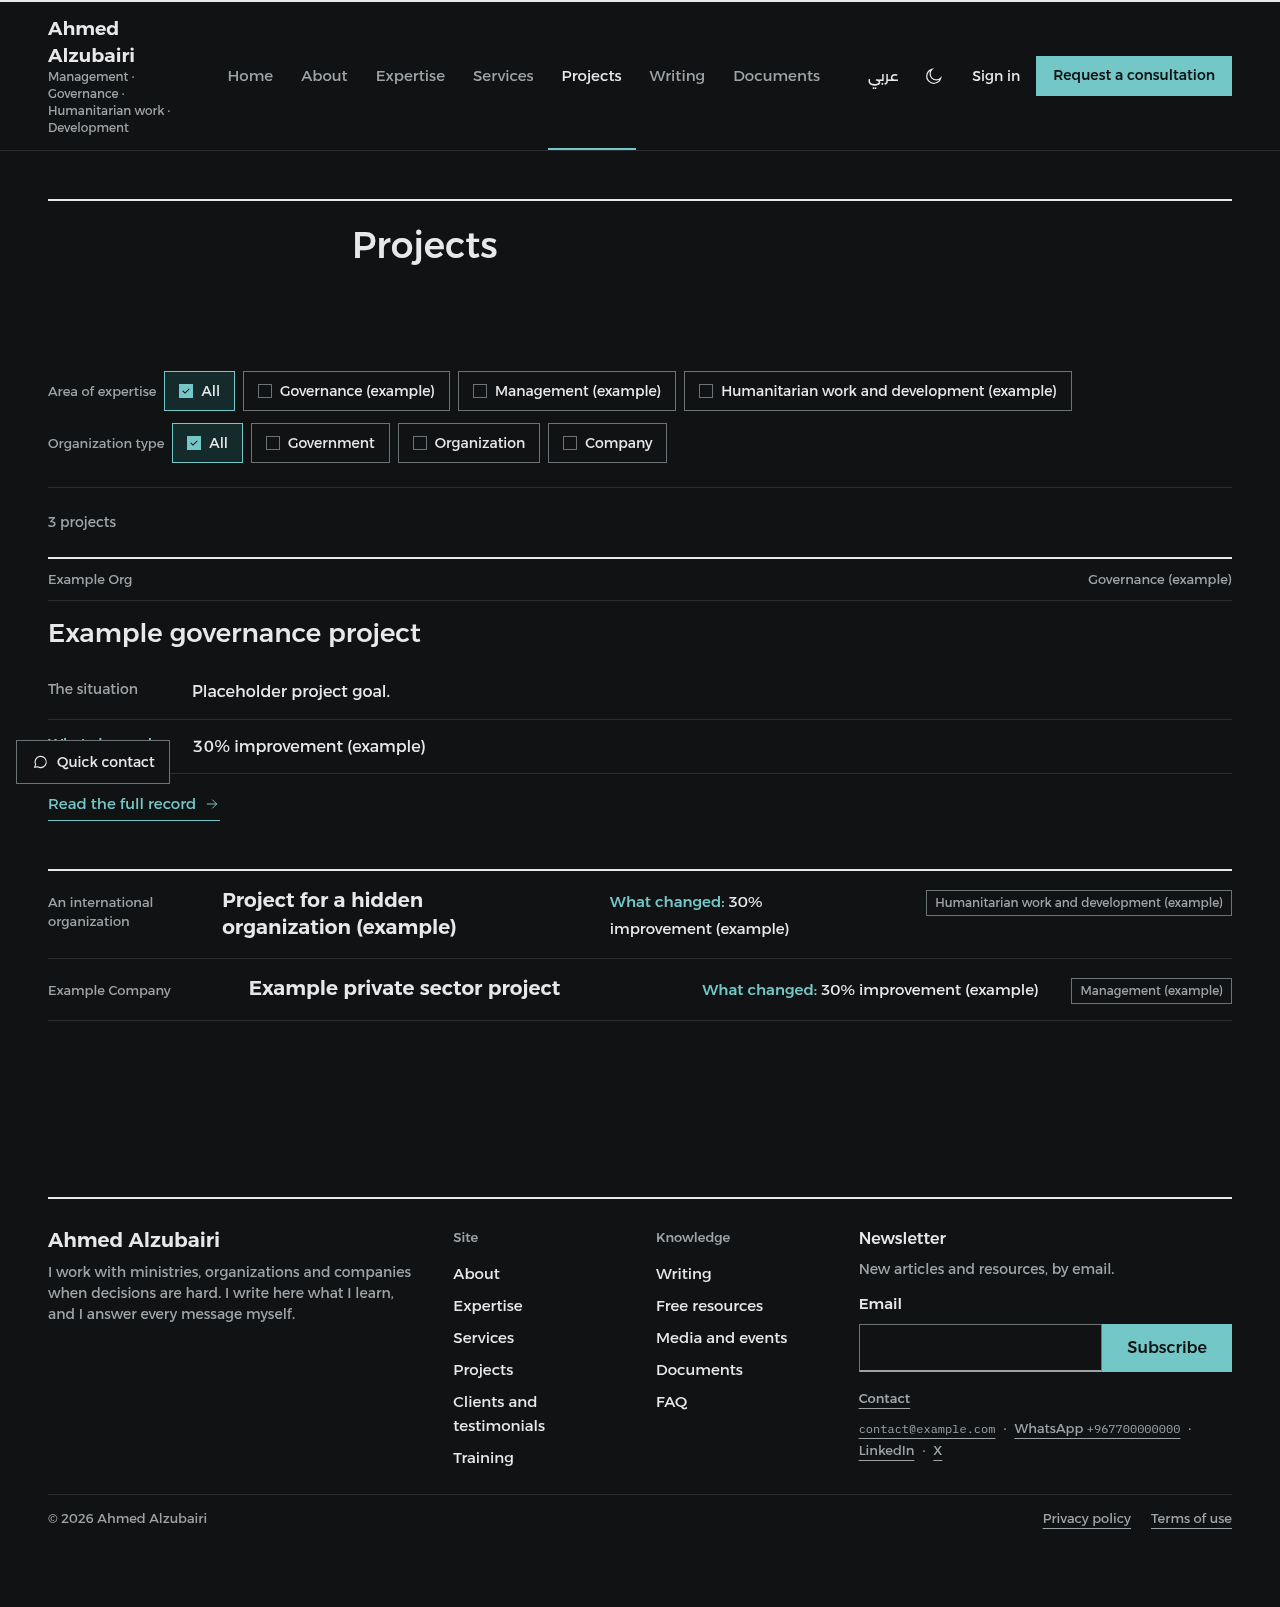 Ahmed
Alzubairi
Management ·
Governance ·
Humanitarian work ·
Development
Home About Expertise Services Projects Writing Documents عربي Sign in Request a consultation
Projects
Area of expertise All Governance (example) Management (example) Humanitarian work and development (example)
Organization type All Government Organization Company
3 projects
Example Org Governance (example)
Example governance project
The situation Placeholder project goal.
30% improvement (example)
Quick contact
Read the full record →
An international
organization
Project for a hidden
organization (example)
What changed: 30%
improvement (example)
Humanitarian work and development (example)
Example Company Example private sector project What changed: 30% improvement (example) Management (example)
Ahmed Alzubairi
I work with ministries, organizations and companies
when decisions are hard. I write here what I learn,
and I answer every message myself.
Site
About
Expertise
Services
Projects
Clients and
testimonials
Training
Knowledge
Writing
Free resources
Media and events
Documents
FAQ
Newsletter
New articles and resources, by email.
Email
Subscribe
Contact
contact@example.com · WhatsApp +967700000000 ·
LinkedIn · X
© 2026 Ahmed Alzubairi Privacy policy Terms of use